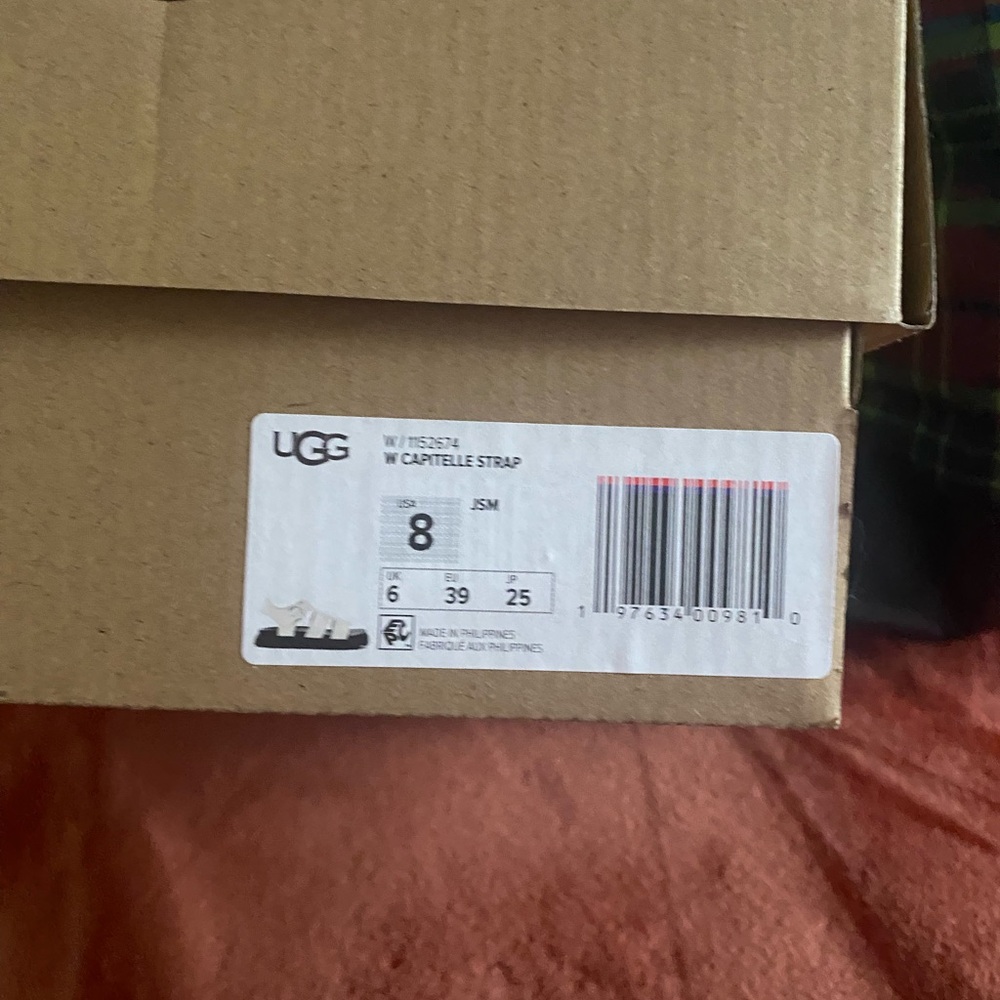 UGG
W / 1152674
W CAPITELLE STRAP
USA
8
JSM
UK EU JP
6 39 25
MADE IN PHILIPPINES
FABRIQUÉ AUX PHILIPPINES
1 97634 00981 0